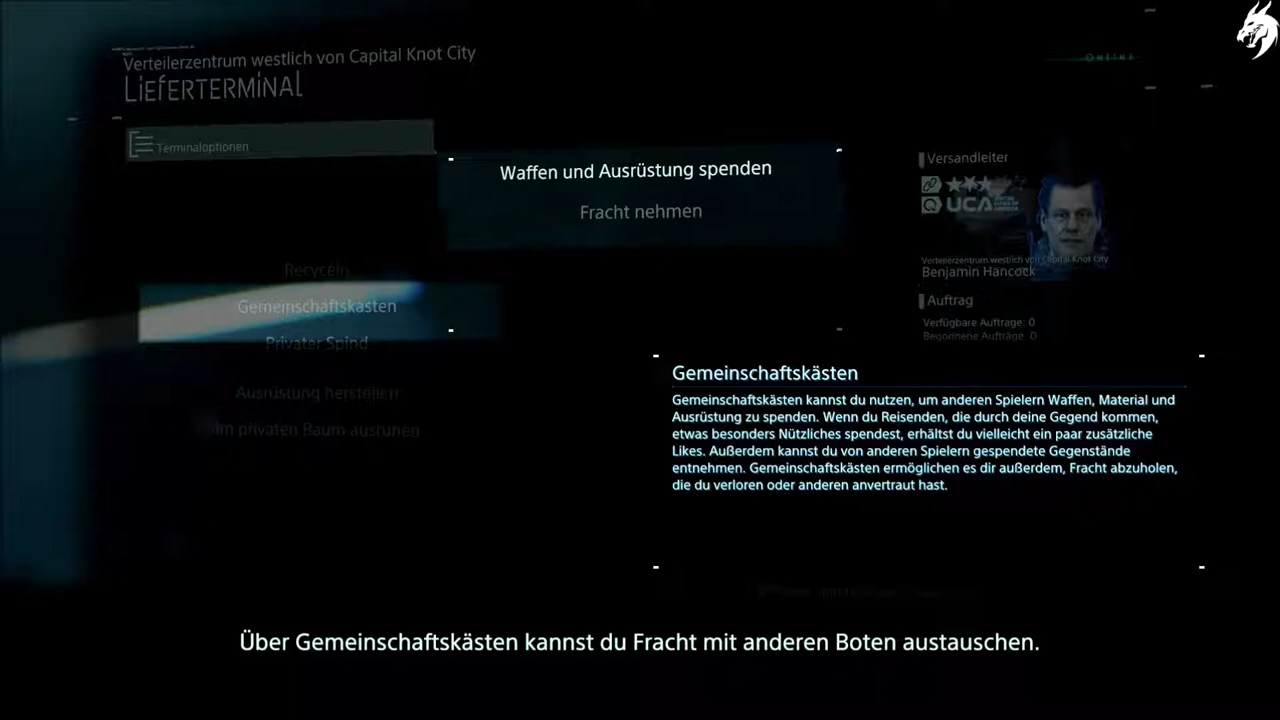 Verteilerzentrum westlich von Capital Knot City
LIEFERTERMINAL
ONLINE
Terminaloptionen
Waffen und Ausrüstung spenden
Fracht nehmen
Recyceln
Gemeinschaftskasten
Privater Spind
Ausrüstung herstellen
Im privaten Raum ausruhen
Versandleiter
UCA
Verteilerzentrum westlich von Capital Knot City
Benjamin Hancock
Auftrag
Verfügbare Aufträge: 0
Begonnene Aufträge: 0
Gemeinschaftskästen
Gemeinschaftskästen kannst du nutzen, um anderen Spielern Waffen, Material und
Ausrüstung zu spenden. Wenn du Reisenden, die durch deine Gegend kommen,
etwas besonders Nützliches spendest, erhältst du vielleicht ein paar zusätzliche
Likes. Außerdem kannst du von anderen Spielern gespendete Gegenstände
entnehmen. Gemeinschaftskästen ermöglichen es dir außerdem, Fracht abzuholen,
die du verloren oder anderen anvertraut hast.
Über Gemeinschaftskästen kannst du Fracht mit anderen Boten austauschen.